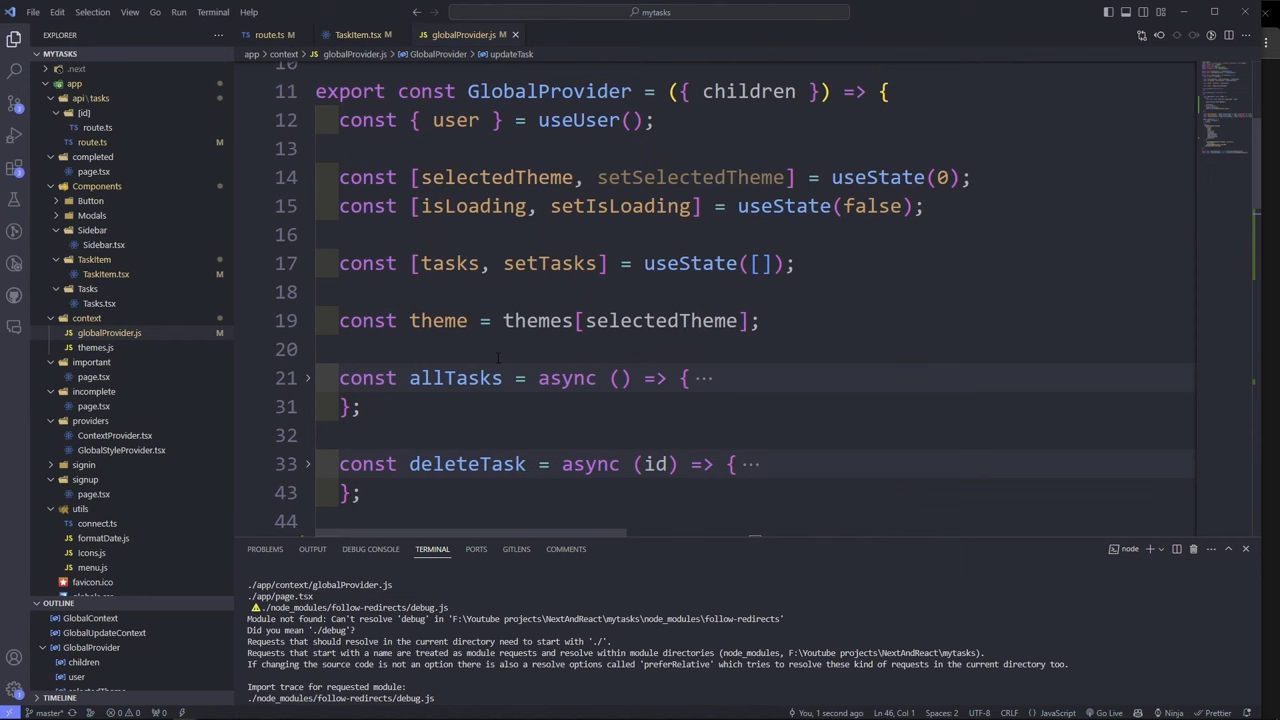 File Edit Selection View Go Run Terminal Help
mytasks
EXPLORER
MYTASKS
.next
app
api \ tasks
[id]
route.ts
route.ts M
completed
page.tsx
Components
Button
Modals
Sidebar
Sidebar.tsx
TaskItem
TaskItem.tsx M
Tasks
Tasks.tsx
context
globalProvider.js M
themes.js
important
page.tsx
incomplete
page.tsx
providers
ContextProvider.tsx
GlobalStyleProvider.tsx
signin
signup
page.tsx
utils
connect.ts
formatDate.js
Icons.js
menu.js
favicon.ico
OUTLINE
GlobalContext
GlobalUpdateContext
GlobalProvider
children
user
TIMELINE
route.ts M TaskItem.tsx M globalProvider.js M
app > context > globalProvider.js > GlobalProvider > updateTask
10
11 export const GlobalProvider = ({ children }) => {
12 const { user } = useUser();
13
14 const [selectedTheme, setSelectedTheme] = useState(0);
15 const [isLoading, setIsLoading] = useState(false);
16
17 const [tasks, setTasks] = useState([]);
18
19 const theme = themes[selectedTheme];
20
21 const allTasks = async () => { ···
31 };
32
33 const deleteTask = async (id) => { ···
43 };
44
PROBLEMS OUTPUT DEBUG CONSOLE TERMINAL PORTS GITLENS COMMENTS
node
./app/context/globalProvider.js
./app/page.tsx
./node_modules/follow-redirects/debug.js
Module not found: Can't resolve 'debug' in 'F:\Youtube projects\NextAndReact\mytasks\node_modules\follow-redirects'
Did you mean './debug'?
Requests that should resolve in the current directory need to start with './'.
Requests that start with a name are treated as module requests and resolve within module directories (node_modules, F:\Youtube projects\NextAndReact\mytasks).
If changing the source code is not an option there is also a resolve options called 'preferRelative' which tries to resolve these kind of requests in the current directory too.
Import trace for requested module:
./node_modules/follow-redirects/debug.js
master* 0 0 0 You, 1 second ago Ln 46, Col 1 Spaces: 2 UTF-8 CRLF JavaScript Go Live Ninja Prettier